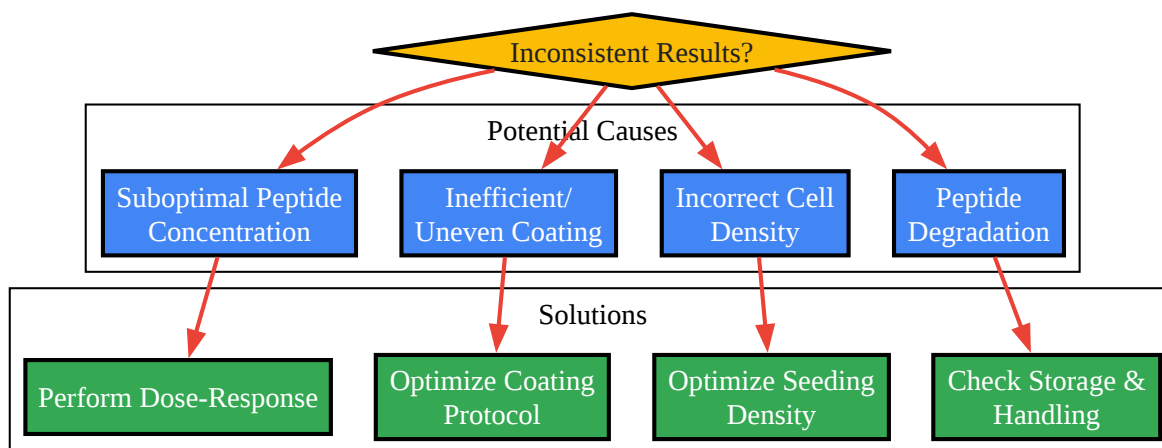 Inconsistent Results?
Potential Causes
Suboptimal Peptide
Concentration
Inefficient/
Uneven Coating
Incorrect Cell
Density
Peptide
Degradation
Solutions
Perform Dose-Response
Optimize Coating
Protocol
Optimize Seeding
Density
Check Storage &
Handling